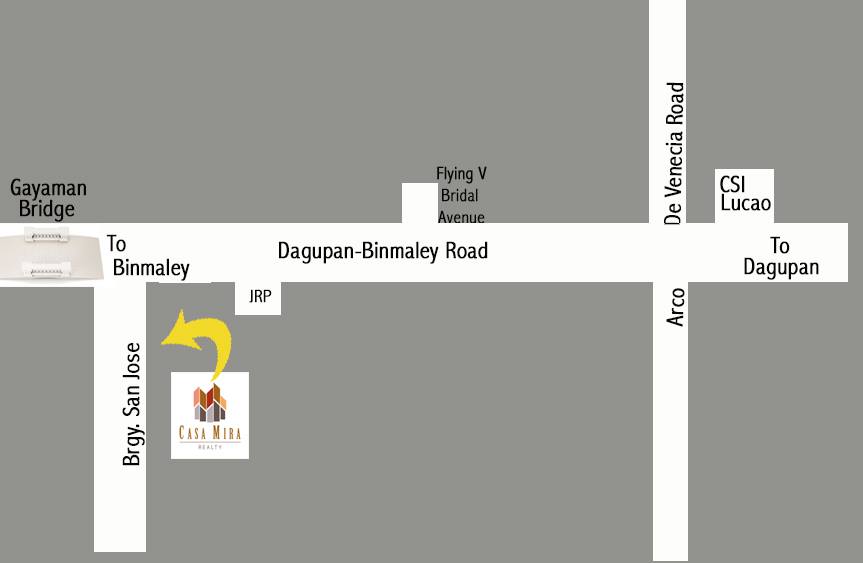 De Venecia Road
Flying V
Bridal
Avenue
CSI
Lucao
Gayaman
Bridge
To
Binmaley
Dagupan-Binmaley Road
To
Dagupan
JRP
Arco
Brgy. San Jose
CASA MIRA
REALTY